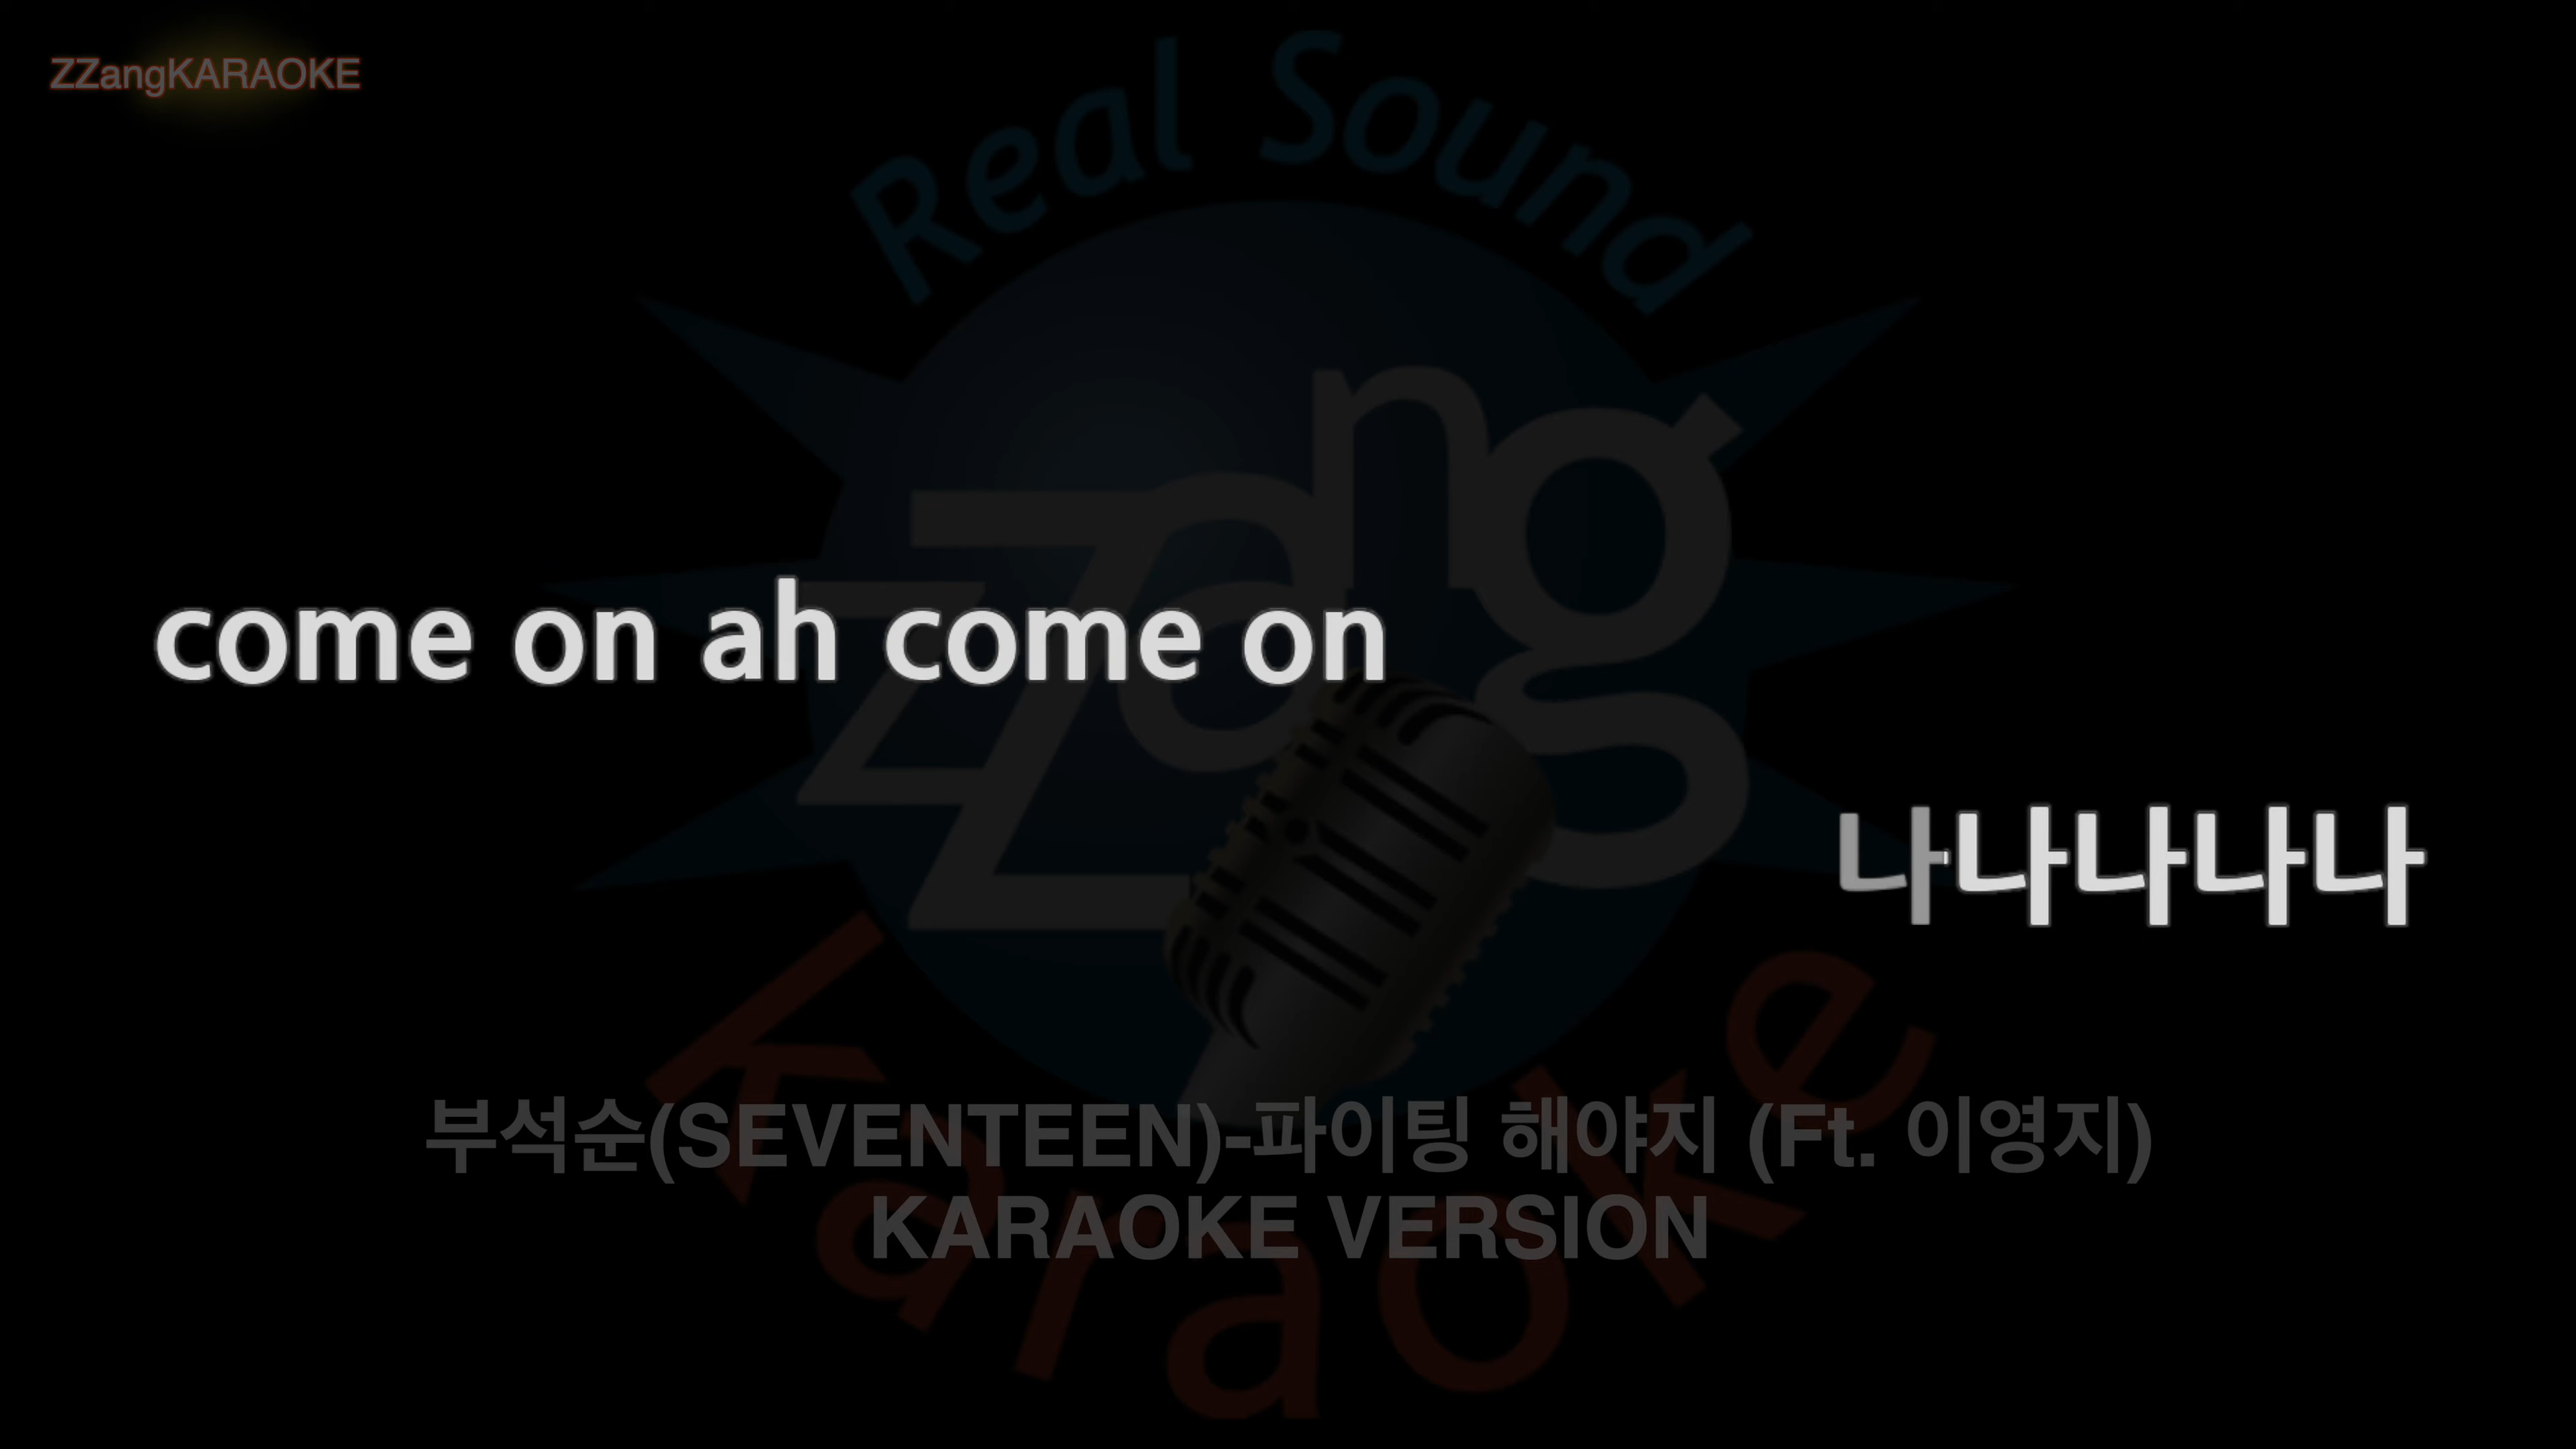 ZZangKARAOKE
Real Sound
zZang
come on ah come on
나나나나나
부석순(SEVENTEEN)-파이팅 해야지 (Ft. 이영지)
KARAOKE VERSION
Karaoke